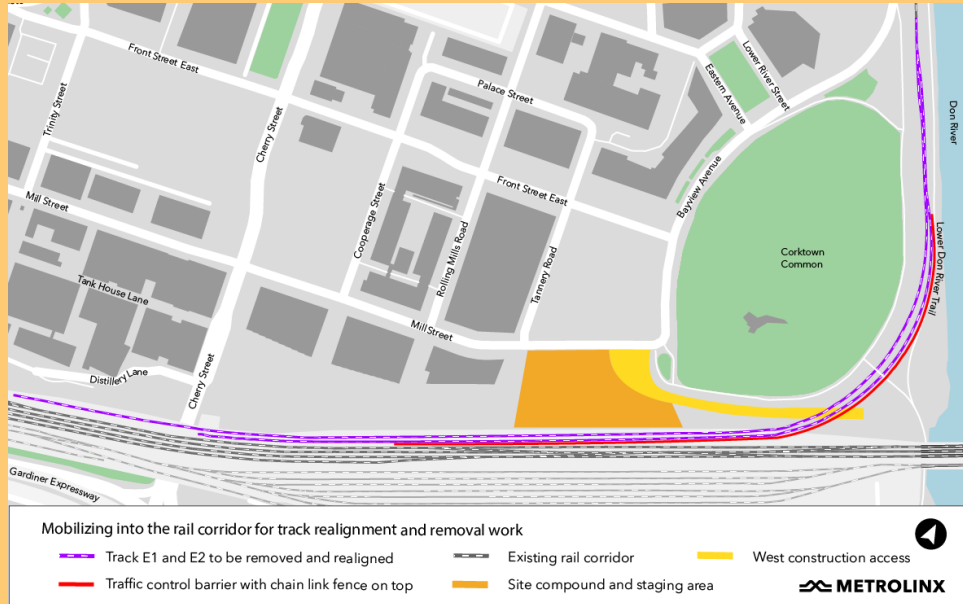 Front Street East
Trinity Street
Cherry Street
Palace Street
Eastern Avenue
Lower River Street
Don River
Mill Street
Cooperage Street
Rolling Mills Road
Front Street East
Tannery Road
Bayview Avenue
Corktown
Common
Lower Don River Trail
Tank House Lane
Mill Street
Distillery Lane
Cherry Street
Gardiner Expressway
Mobilizing into the rail corridor for track realignment and removal work
Track E1 and E2 to be removed and realigned
Existing rail corridor
West construction access
Traffic control barrier with chain link fence on top
Site compound and staging area
METROLINX